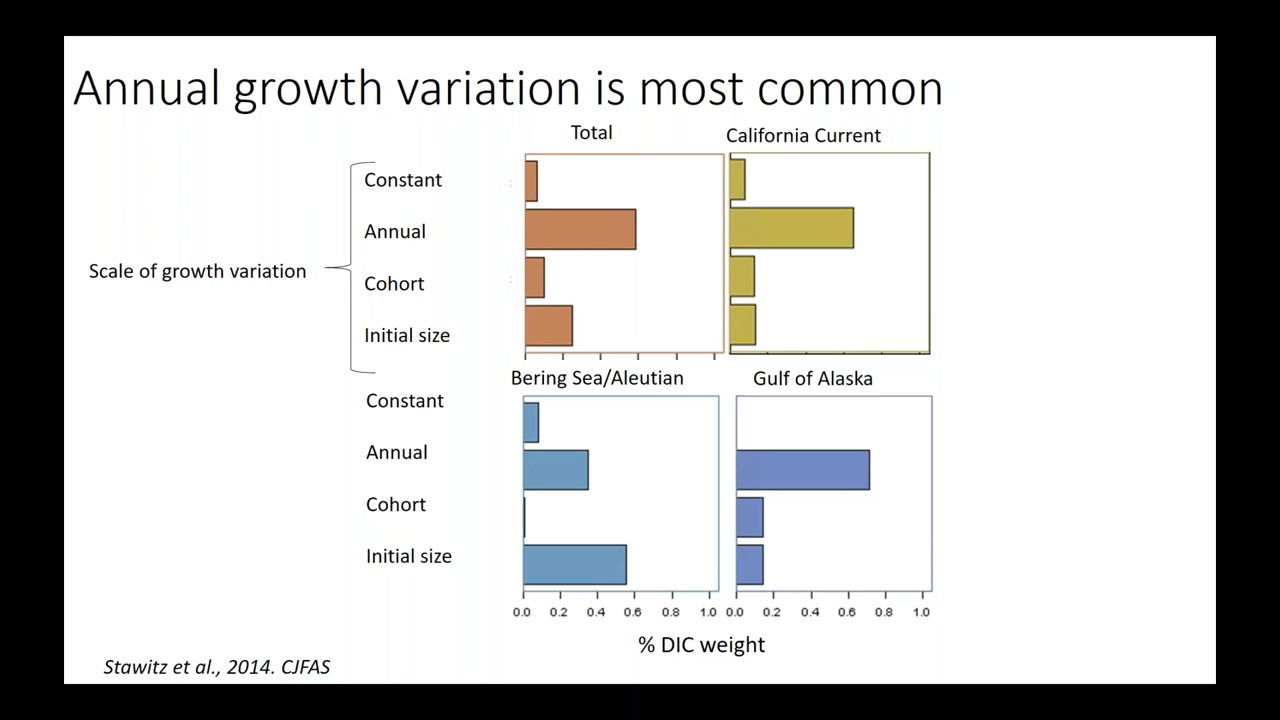 Annual growth variation is most common
Total
California Current
Constant
Annual
Scale of growth variation
Cohort
Initial size
Bering Sea/Aleutian
Gulf of Alaska
Constant
Annual
Cohort
Initial size
0.0 0.2 0.4 0.6 0.8 1.0
0.0 0.2 0.4 0.6 0.8 1.0
% DIC weight
Stawitz et al., 2014. CJFAS